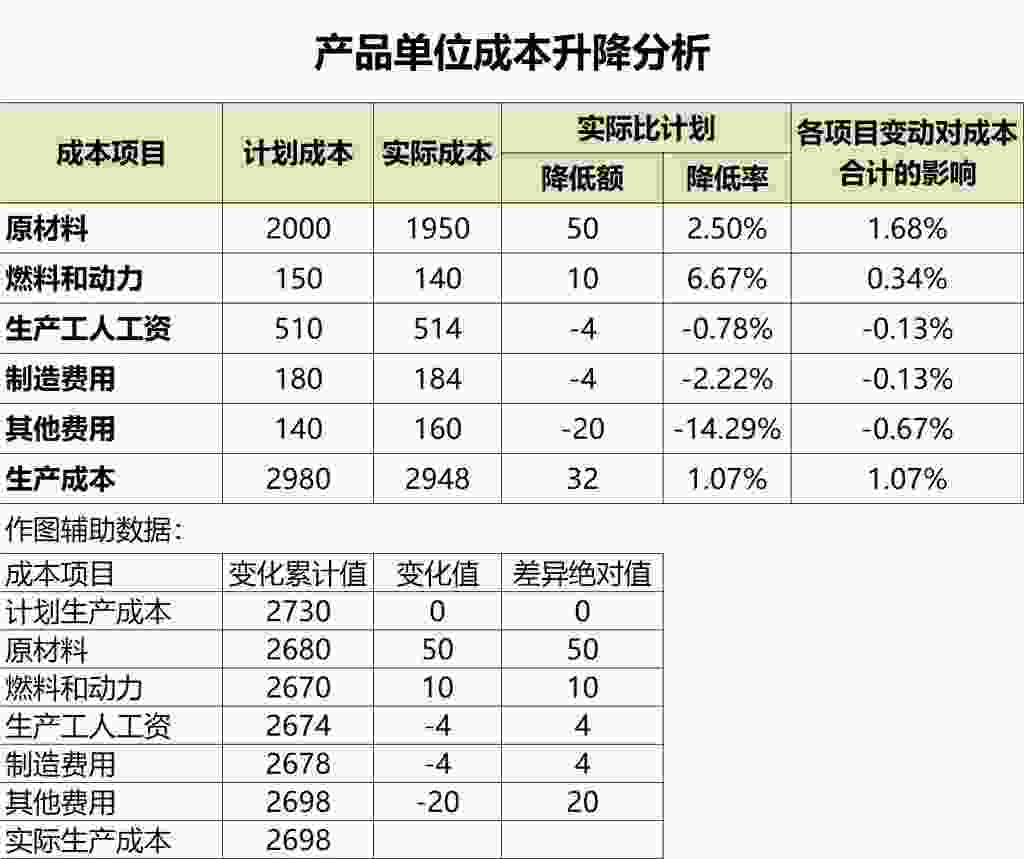 产品单位成本升降分析
成本项目 计划成本 实际成本 实际比计划 各项目变动对成本合计的影响
降低额 降低率
原材料 2000 1950 50 2.50% 1.68%
燃料和动力 150 140 10 6.67% 0.34%
生产工人工资 510 514 -4 -0.78% -0.13%
制造费用 180 184 -4 -2.22% -0.13%
其他费用 140 160 -20 -14.29% -0.67%
生产成本 2980 2948 32 1.07% 1.07%
作图辅助数据：
成本项目 变化累计值 变化值 差异绝对值
计划生产成本 2730 0 0
原材料 2680 50 50
燃料和动力 2670 10 10
生产工人工资 2674 -4 4
制造费用 2678 -4 4
其他费用 2698 -20 20
实际生产成本 2698